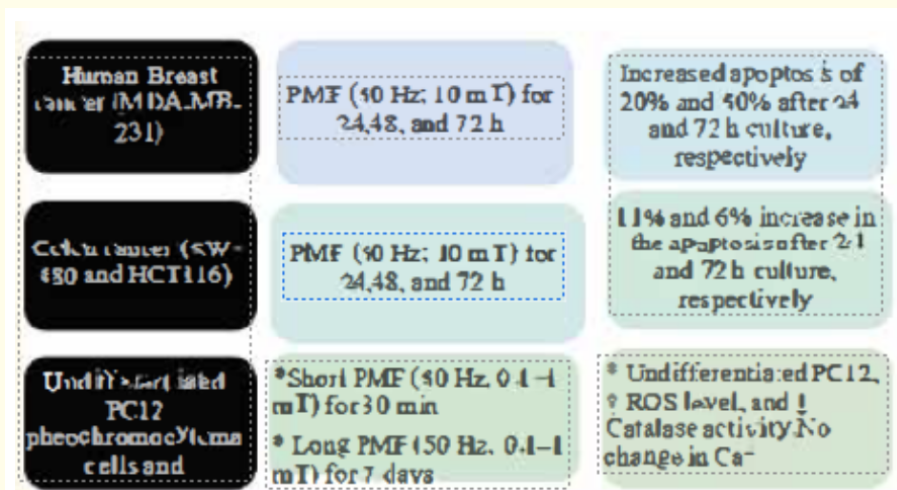 Human Breast
cancer (MDA-MB-
231)
PMF (50 Hz; 10 mT) for
24,48, and 72 h
Increased apoptosis of
20% and 50% after 24
and 72 h culture,
respectively
Colon cancer (SW-
480 and HCT116)
PMF (50 Hz; 10 mT) for
24,48, and 72 h
11% and 6% increase in
the apoptosis after 24
and 72 h culture,
respectively
Undifferentiated
PC12
pheochromocytoma
cells and
*Short PMF (50 Hz, 0.1–1
mT) for 30 min
* Long PMF (50 Hz, 0.1–1
mT) for 7 days
* Undifferentiated PC12,
ROS level, and
Catalase activity.No
change in